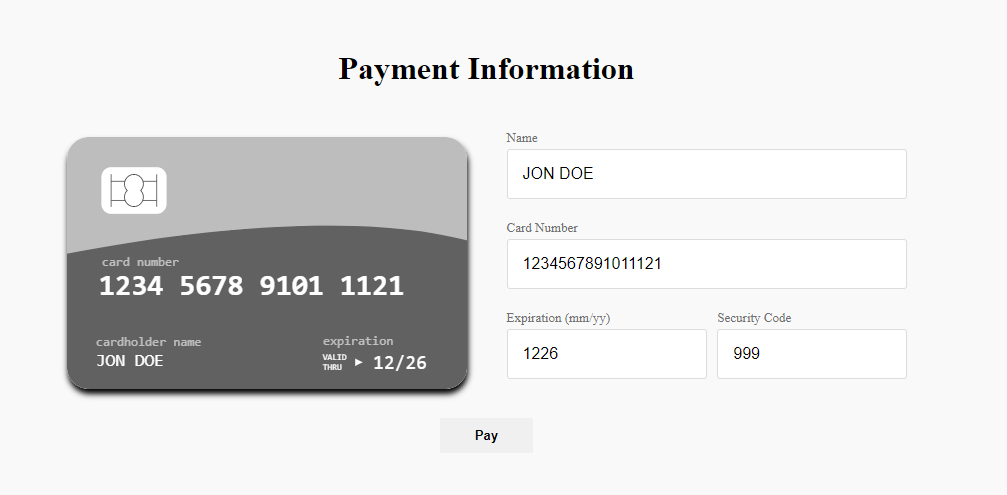 Payment Information
card number
1234 5678 9101 1121
cardholder name
JON DOE
expiration
VALID
THRU
12/26
Name
JON DOE
Card Number
1234567891011121
Expiration (mm/yy)
1226
Security Code
999
Pay